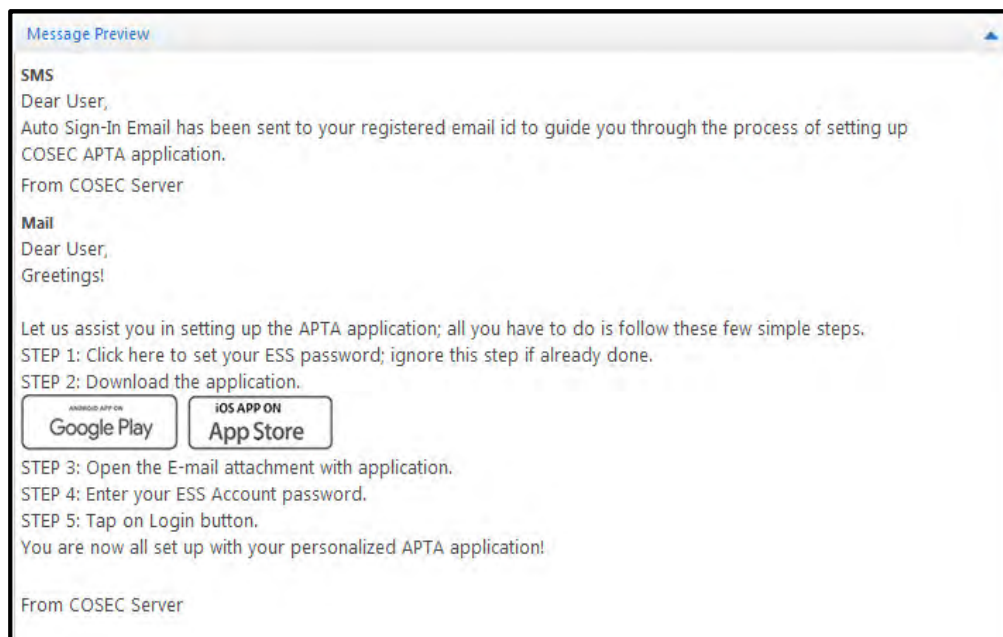 Message Preview
SMS
Dear User,
Auto Sign-In Email has been sent to your registered email id to guide you through the process of setting up
COSEC APTA application.
From COSEC Server
Mail
Dear User,
Greetings!
Let us assist you in setting up the APTA application; all you have to do is follow these few simple steps.
STEP 1: Click here to set your ESS password; ignore this step if already done.
STEP 2: Download the application.
ANDROID APP ON
Google Play
iOS APP ON
App Store
STEP 3: Open the E-mail attachment with application.
STEP 4: Enter your ESS Account password.
STEP 5: Tap on Login button.
You are now all set up with your personalized APTA application!
From COSEC Server